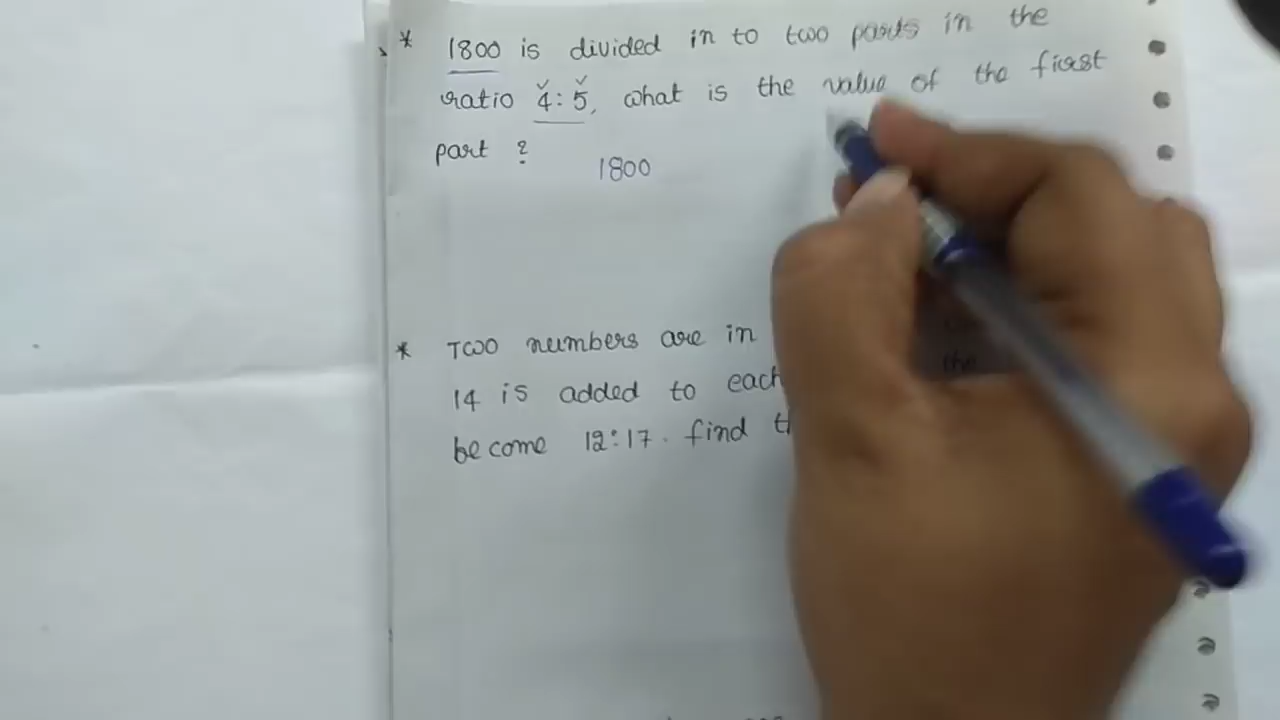 * 1800 is divided in to two parts in the
ratio 4:5, what is the value of the first
part ?
1800
* Two numbers are in
14 is added to each the
become 12:17. find